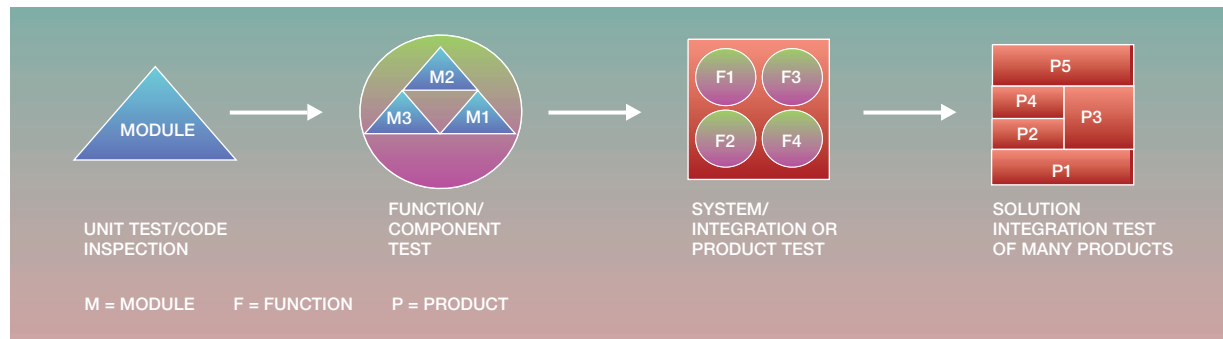 MODULE
M2
M3 M1
F1 F3
F2 F4
P5
P4
P3
P2
P1
UNIT TEST/CODE
INSPECTION
FUNCTION/
COMPONENT
TEST
SYSTEM/
INTEGRATION OR
PRODUCT TEST
SOLUTION
INTEGRATION TEST
OF MANY PRODUCTS
M = MODULE F = FUNCTION P = PRODUCT